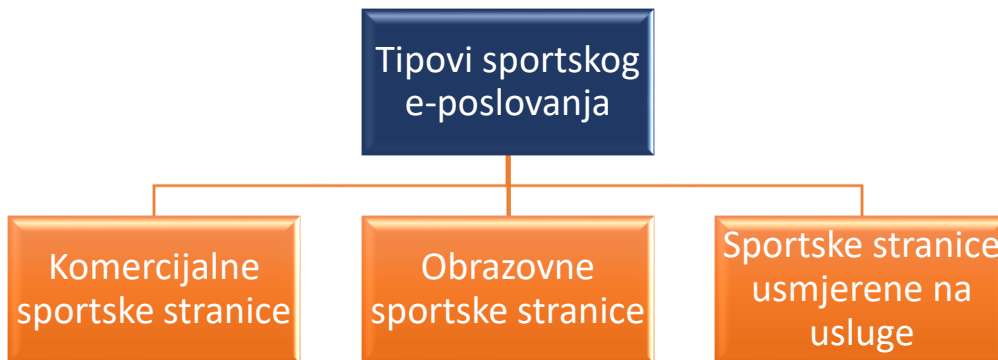 Tipovi sportskog
e-poslovanja
Komercijalne
sportske stranice
Obrazovne
sportske stranice
Sportske stranice
usmjerene na
usluge